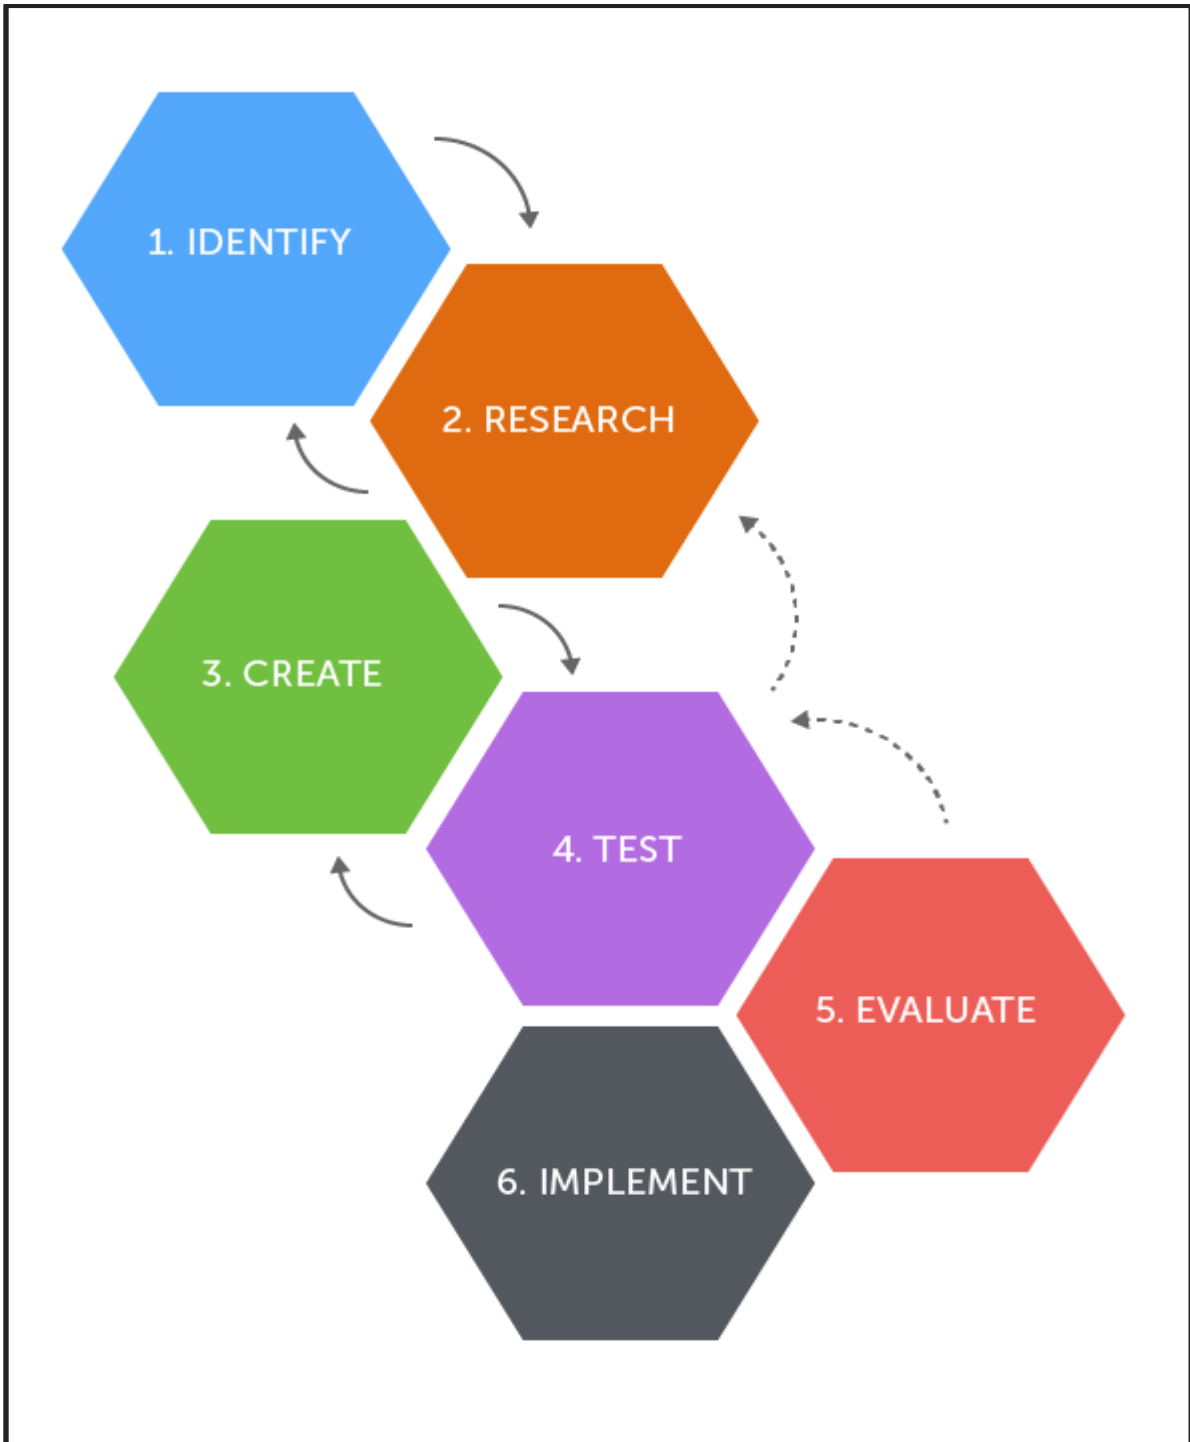 1. IDENTIFY
2. RESEARCH
3. CREATE
4. TEST
5. EVALUATE
6. IMPLEMENT